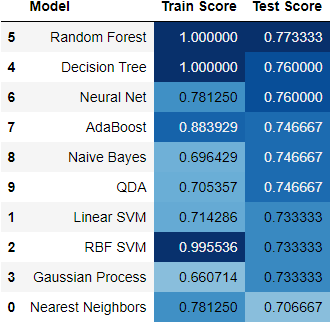 Model Train Score Test Score
5 Random Forest 1.000000 0.773333
4 Decision Tree 1.000000 0.760000
6 Neural Net 0.781250 0.760000
7 AdaBoost 0.883929 0.746667
8 Naive Bayes 0.696429 0.746667
9 QDA 0.705357 0.746667
1 Linear SVM 0.714286 0.733333
2 RBF SVM 0.995536 0.733333
3 Gaussian Process 0.660714 0.733333
0 Nearest Neighbors 0.781250 0.706667